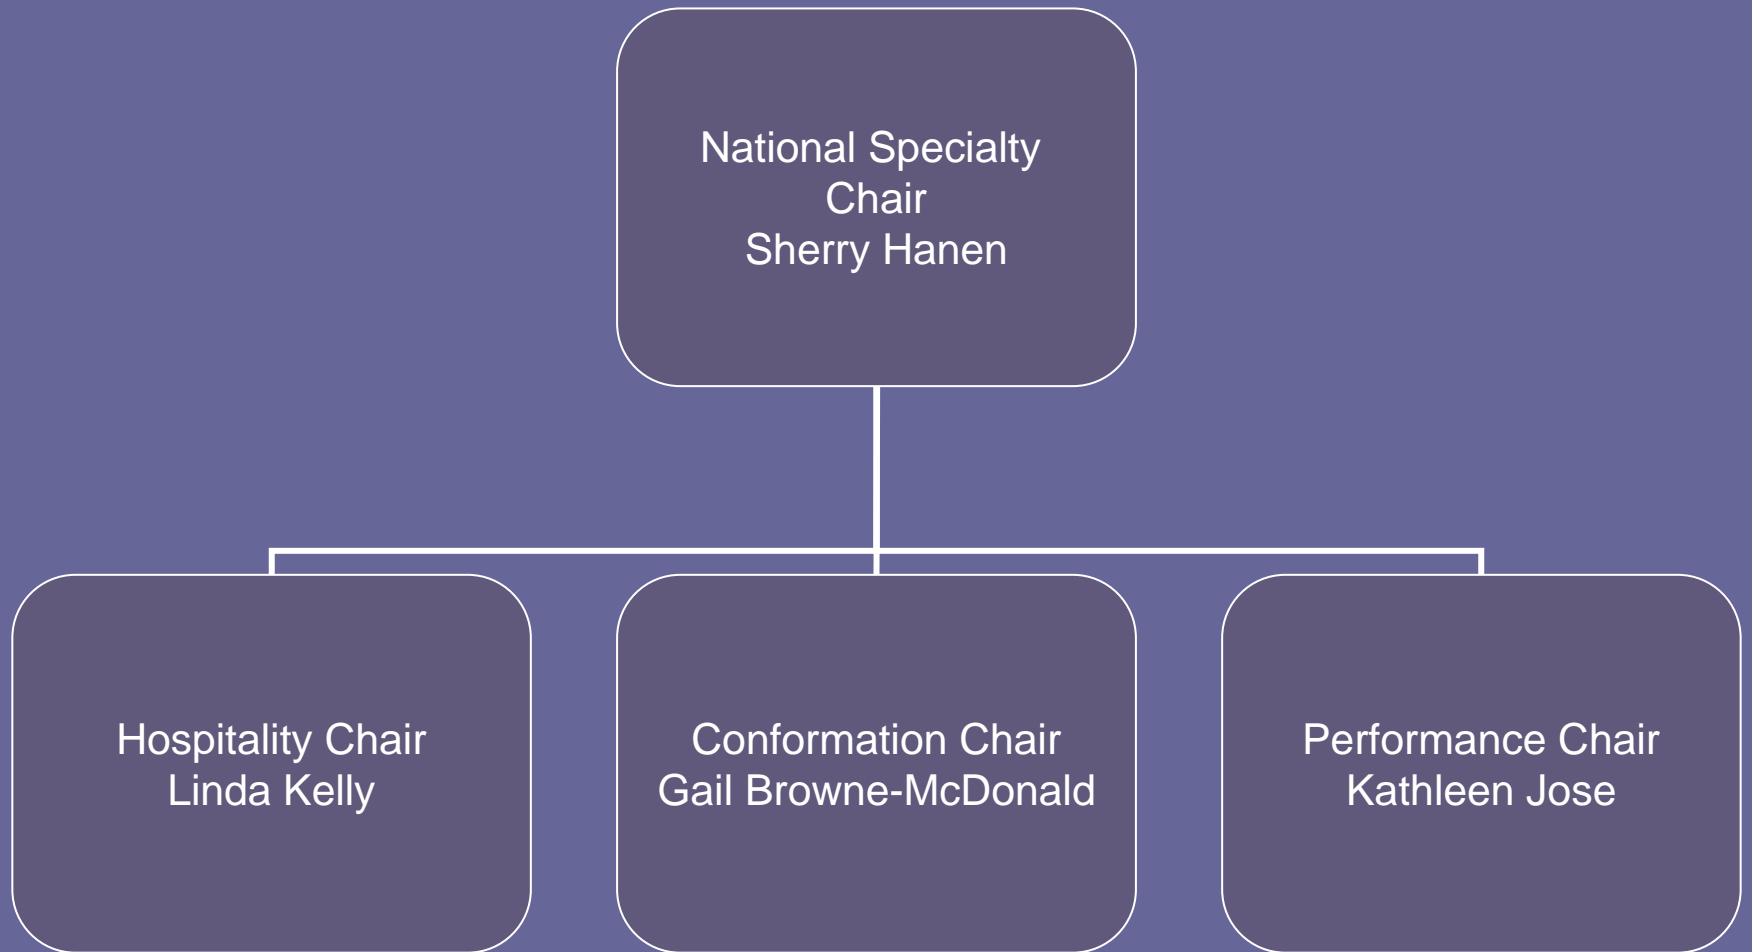 National Specialty
Chair
Sherry Hanen
Hospitality Chair
Linda Kelly
Conformation Chair
Gail Browne-McDonald
Performance Chair
Kathleen Jose